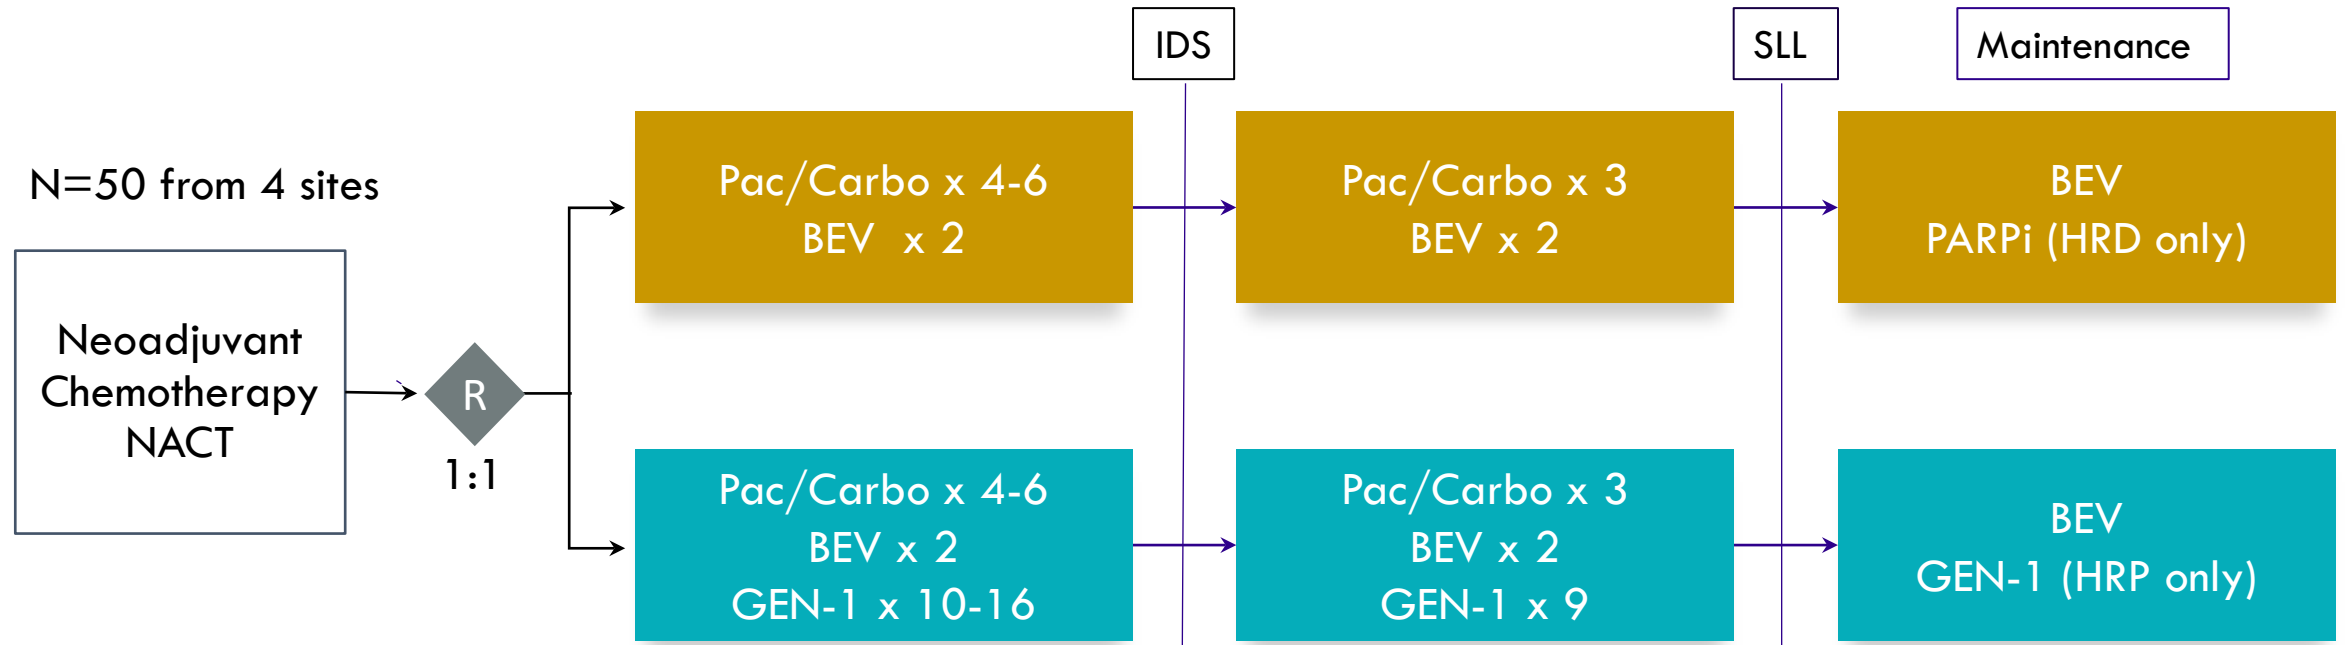 IDS
SLL
Maintenance
N=50 from 4 sites
Neoadjuvant
Chemotherapy
NACT
R
1:1
Pac/Carbo x 4-6
BEV x 2
Pac/Carbo x 3
BEV x 2
BEV
PARPi (HRD only)
Pac/Carbo x 4-6
BEV x 2
GEN-1 x 10-16
Pac/Carbo x 3
BEV x 2
GEN-1 x 9
BEV
GEN-1 (HRP only)